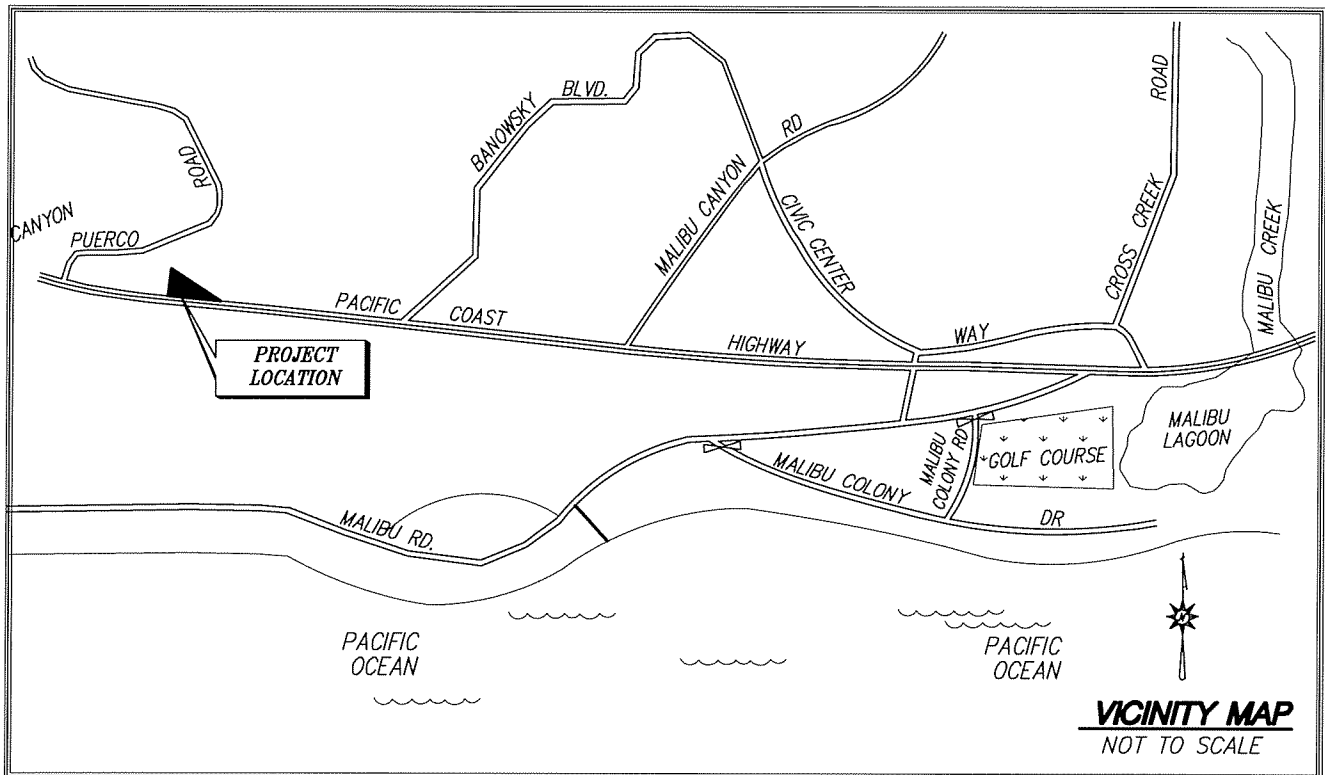 CANYON
PUERCO
ROAD
BANOWSKY
BLVD.
MALIBU CANYON
RD
CIVIC CENTER
WAY
CROSS CREEK
ROAD
MALIBU CREEK
PACIFIC
COAST
HIGHWAY
PROJECT
LOCATION
MALIBU
COLONY RD
GOLF COURSE
MALIBU
LAGOON
MALIBU COLONY
DR
MALIBU RD.
PACIFIC
OCEAN
PACIFIC
OCEAN
N
VICINITY MAP
NOT TO SCALE